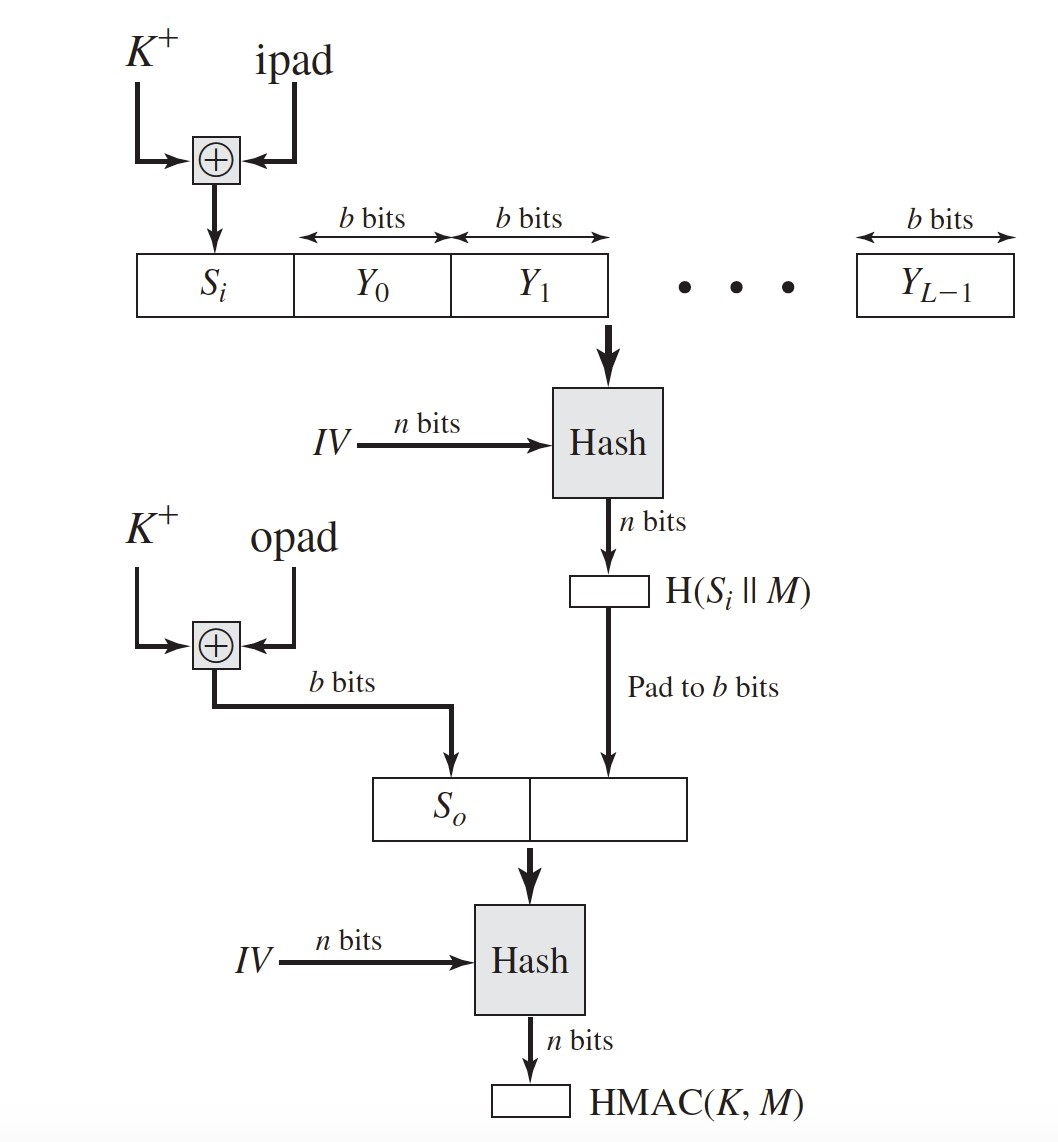 K⁺ ipad
⊕
b bits b bits b bits
Sᵢ Y₀ Y₁ • • • Y_{L−1}
IV n bits Hash
n bits
K⁺ opad
H(Sᵢ || M)
⊕
b bits Pad to b bits
Sₒ
IV n bits Hash
n bits
HMAC(K, M)